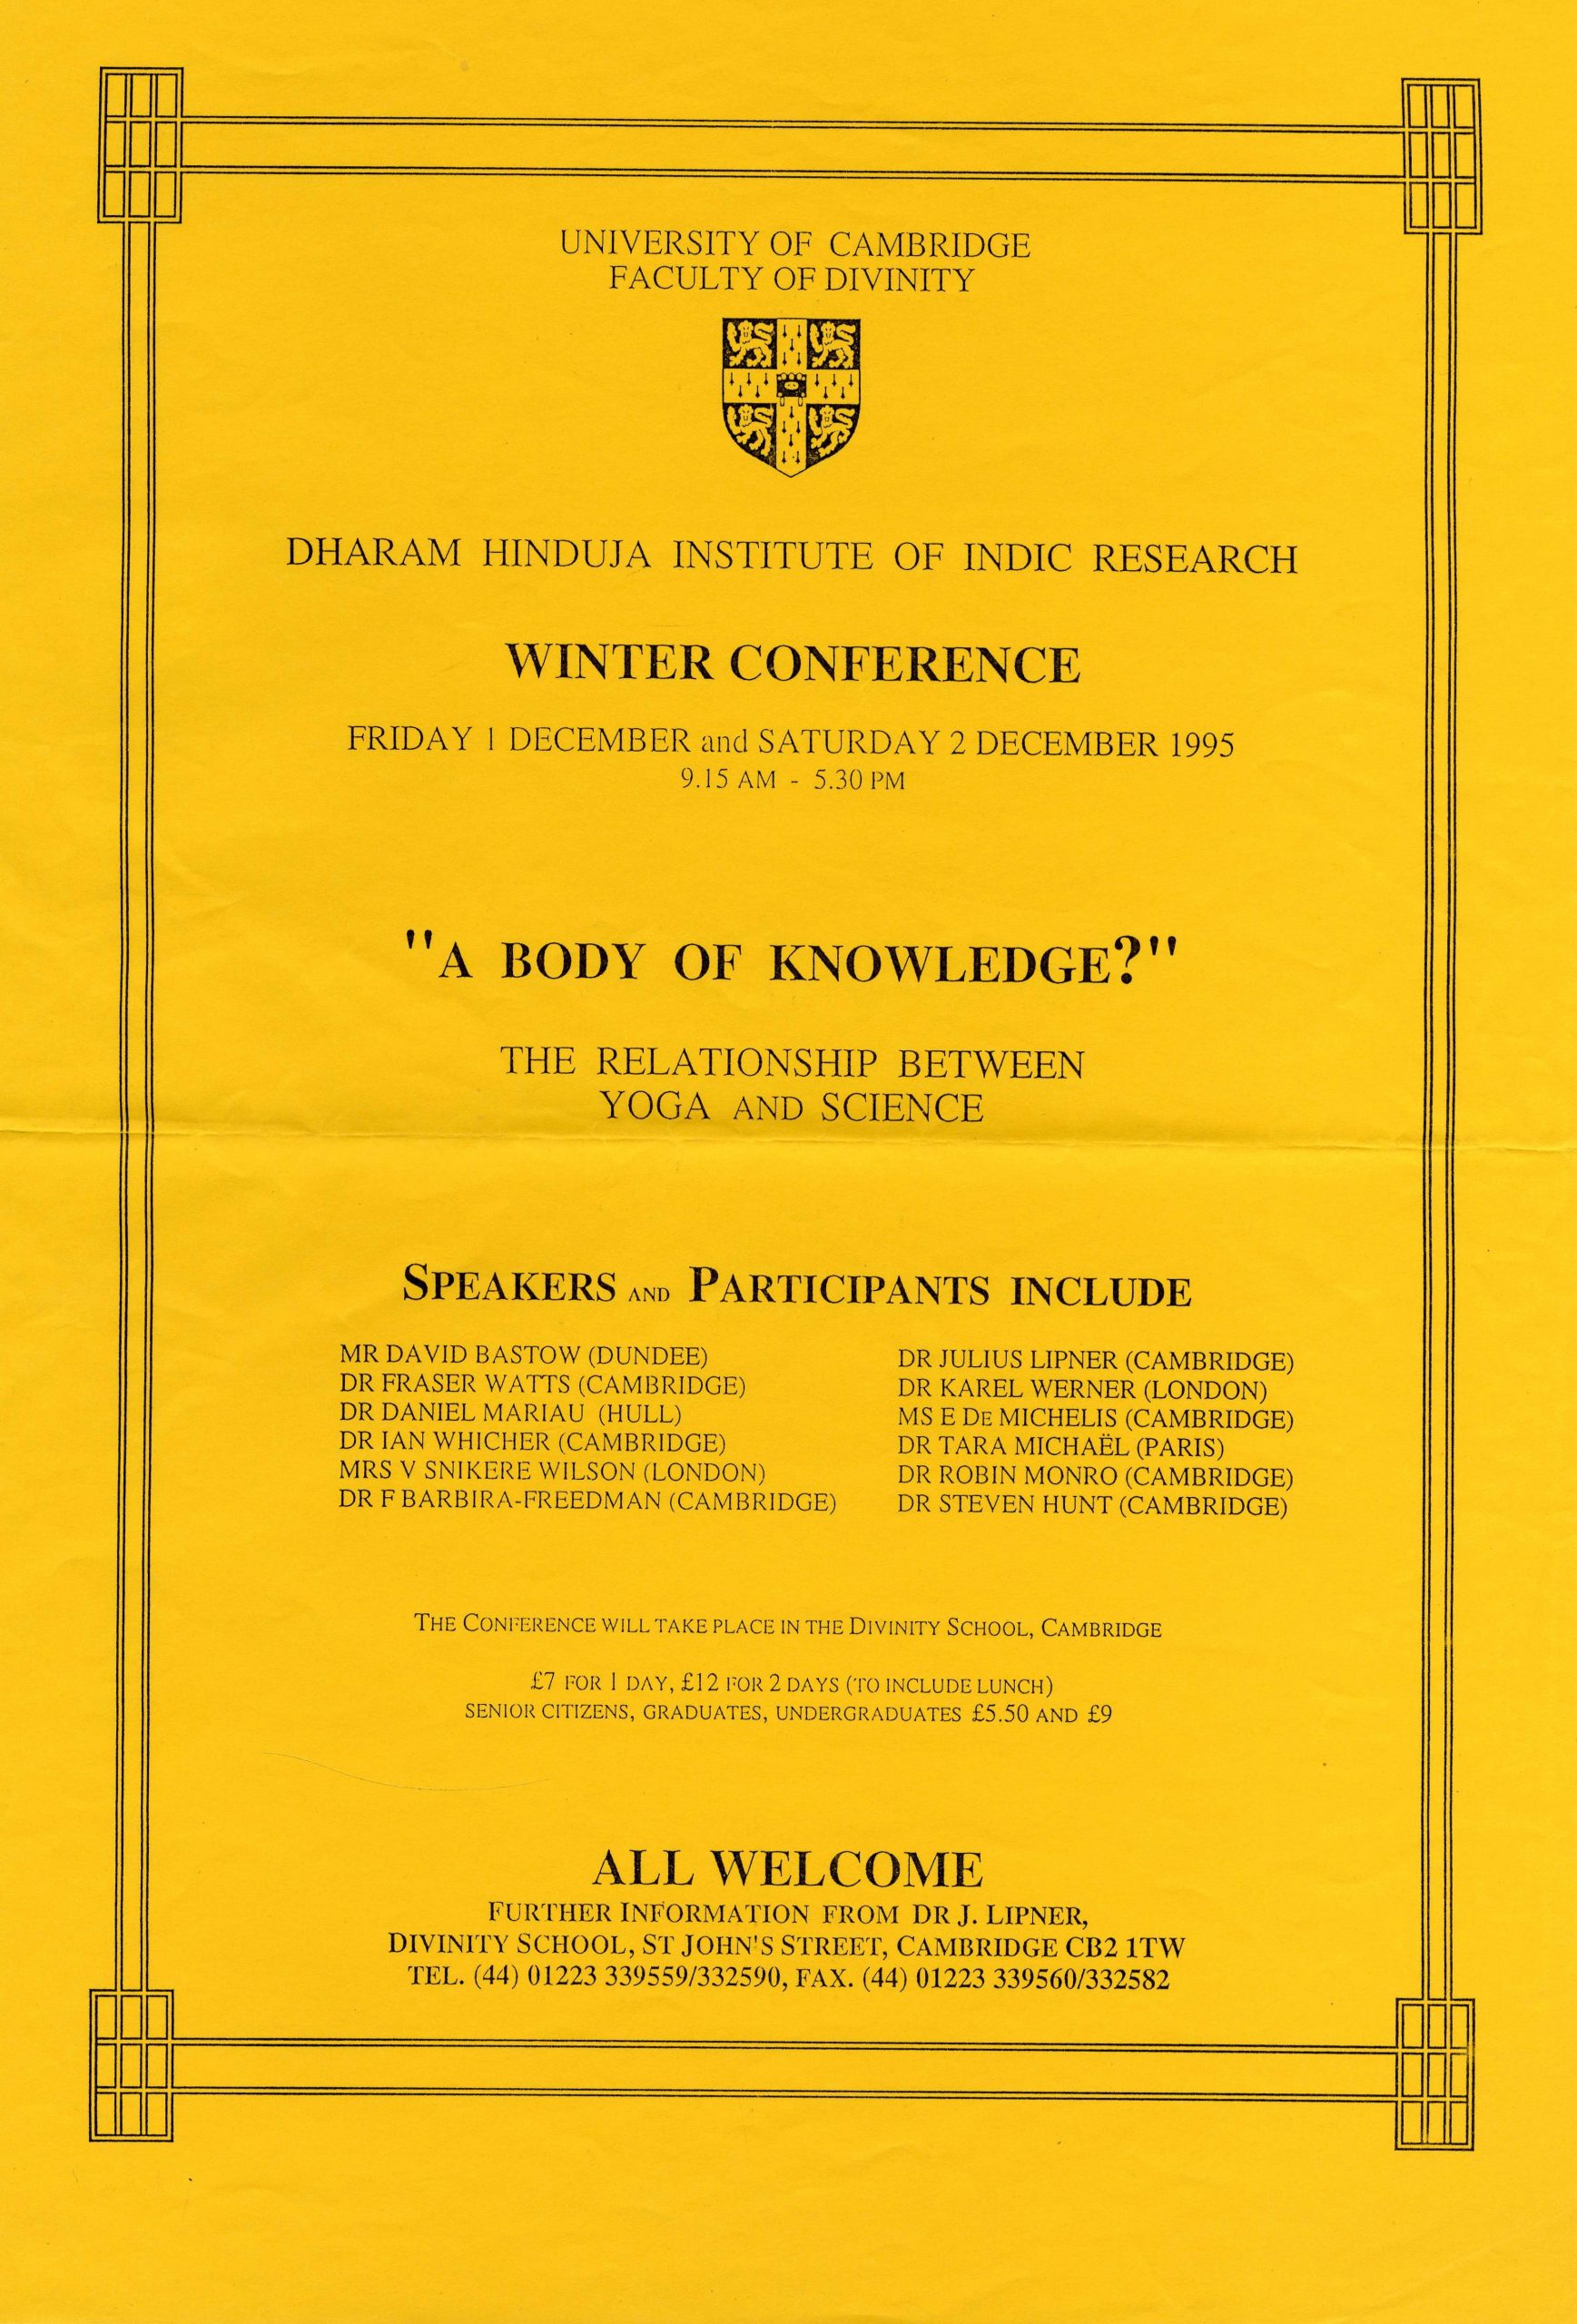 UNIVERSITY OF CAMBRIDGE
FACULTY OF DIVINITY
DHARAM HINDUJA INSTITUTE OF INDIC RESEARCH
WINTER CONFERENCE
FRIDAY 1 DECEMBER and SATURDAY 2 DECEMBER 1995
9.15 AM - 5.30 PM
"A BODY OF KNOWLEDGE?"
THE RELATIONSHIP BETWEEN
YOGA AND SCIENCE
SPEAKERS AND PARTICIPANTS INCLUDE
MR DAVID BASTOW (DUNDEE)
DR FRASER WATTS (CAMBRIDGE)
DR DANIEL MARIAU (HULL)
DR IAN WHICHER (CAMBRIDGE)
MRS V SNIKERE WILSON (LONDON)
DR F BARBIRA-FREEDMAN (CAMBRIDGE)
DR JULIUS LIPNER (CAMBRIDGE)
DR KAREL WERNER (LONDON)
MS E DE MICHELIS (CAMBRIDGE)
DR TARA MICHAËL (PARIS)
DR ROBIN MONRO (CAMBRIDGE)
DR STEVEN HUNT (CAMBRIDGE)
THE CONFERENCE WILL TAKE PLACE IN THE DIVINITY SCHOOL, CAMBRIDGE
£7 FOR 1 DAY, £12 FOR 2 DAYS (TO INCLUDE LUNCH)
SENIOR CITIZENS, GRADUATES, UNDERGRADUATES £5.50 AND £9
ALL WELCOME
FURTHER INFORMATION FROM DR J. LIPNER,
DIVINITY SCHOOL, ST JOHN'S STREET, CAMBRIDGE CB2 1TW
TEL. (44) 01223 339559/332590, FAX. (44) 01223 339560/332582